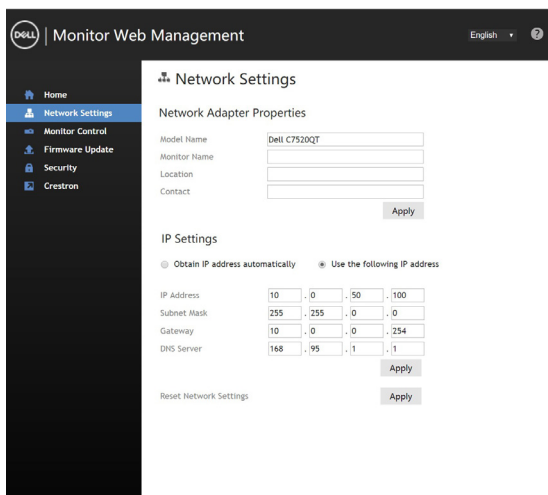 DELL | Monitor Web Management English ?
Home
Network Settings
Monitor Control
Firmware Update
Security
Crestron
Network Settings
Network Adapter Properties
Model Name Dell C7520QT
Monitor Name
Location
Contact
Apply
IP Settings
Obtain IP address automatically Use the following IP address
IP Address 10 . 0 . 50 . 100
Subnet Mask 255 . 255 . 0 . 0
Gateway 10 . 0 . 0 . 254
DNS Server 168 . 95 . 1 . 1
Apply
Reset Network Settings Apply